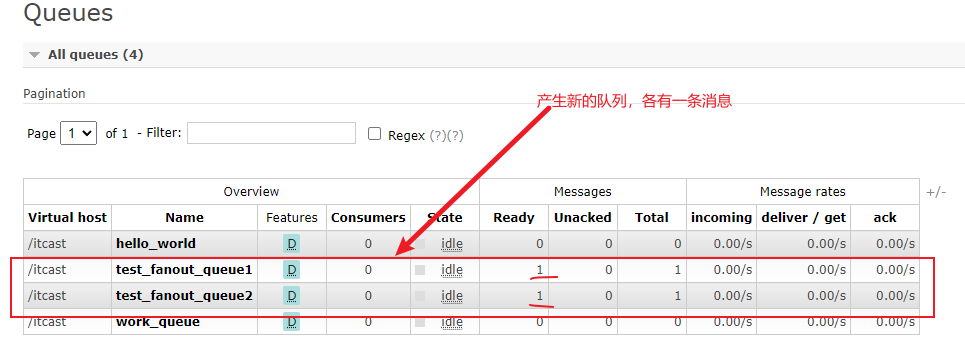 Queues
All queues (4)
Pagination
产生新的队列，各有一条消息
Page 1 of 1 - Filter: Regex (?)(?)
Overview Messages Message rates +/-
Virtual host Name Features Consumers State Ready Unacked Total incoming deliver / get ack
/itcast hello_world D 0 idle 0 0 0 0.00/s 0.00/s 0.00/s
/itcast test_fanout_queue1 D 0 idle 1 0 1 0.00/s 0.00/s 0.00/s
/itcast test_fanout_queue2 D 0 idle 1 0 1 0.00/s 0.00/s 0.00/s
/itcast work_queue D 0 idle 0 0 0 0.00/s 0.00/s 0.00/s